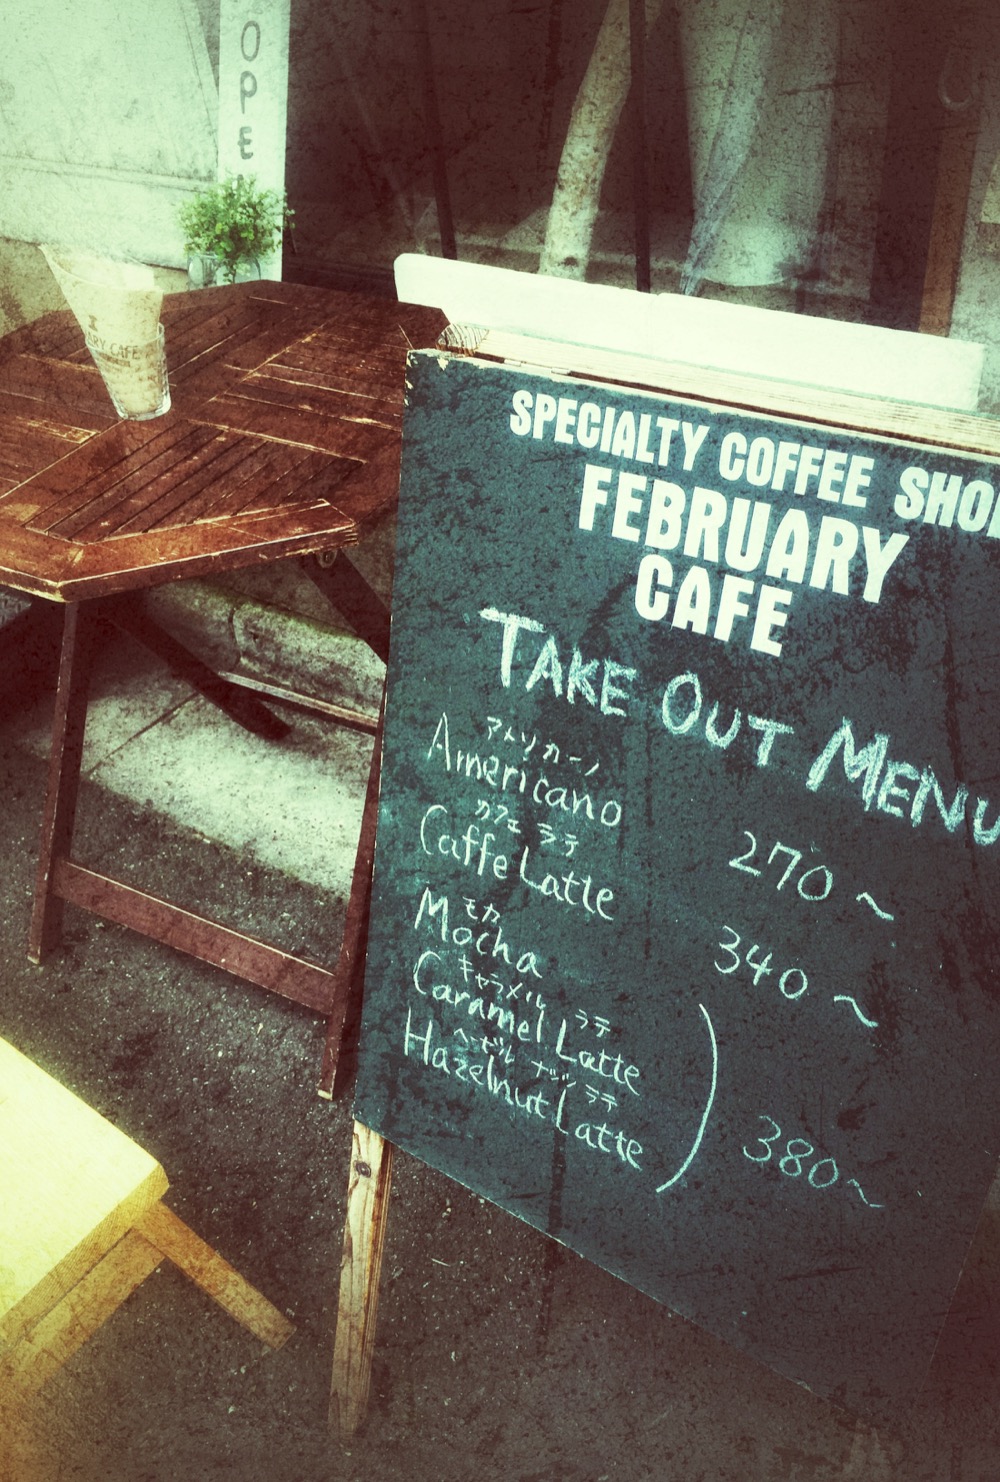 OPE
RY CAFE
SPECIALTY COFFEE SHO
FEBRUARY
CAFE
TAKE OUT MENU
アメリカーノ
Americano 270～
カフェ ラテ
Caffe Latte 340～
モカ
Mocha
キャラメル ラテ
Caramel Latte
ヘーゼル ナッツ ラテ
Hazelnut Latte
380～